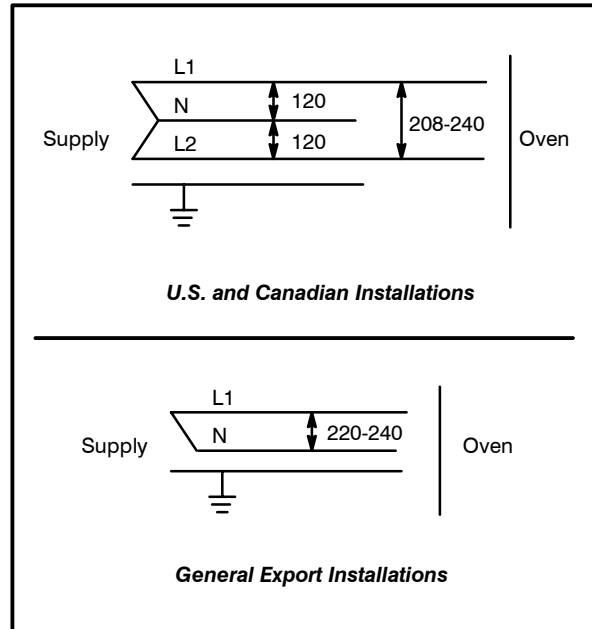 L1
N
120
208-240
Supply
Oven
L2
120
U.S. and Canadian Installations
L1
N
220-240
Supply
Oven
General Export Installations